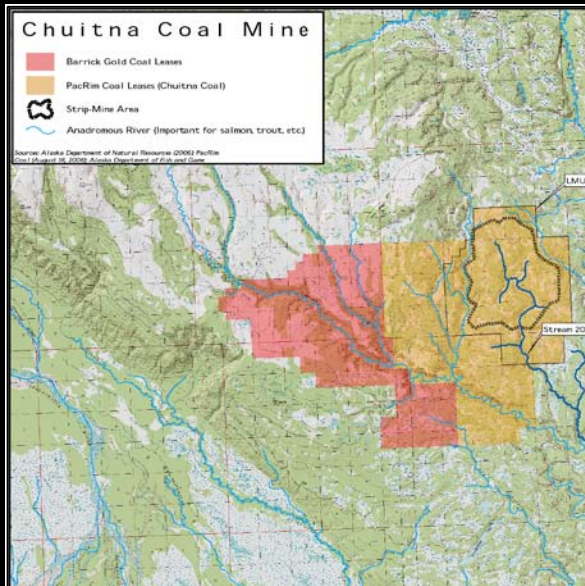 Chuitna Coal Mine
Barrick Gold Coal Leases
PacRim Coal Leases (Chuitna Coal)
Strip-Mine Area
Anadromous River (Important for salmon, trout, etc.)
Sources: Alaska Department of Natural Resources (2006) PacRim
Coal (August 18, 2006) Alaska Department of Fish and Game
LMU
Stream 20